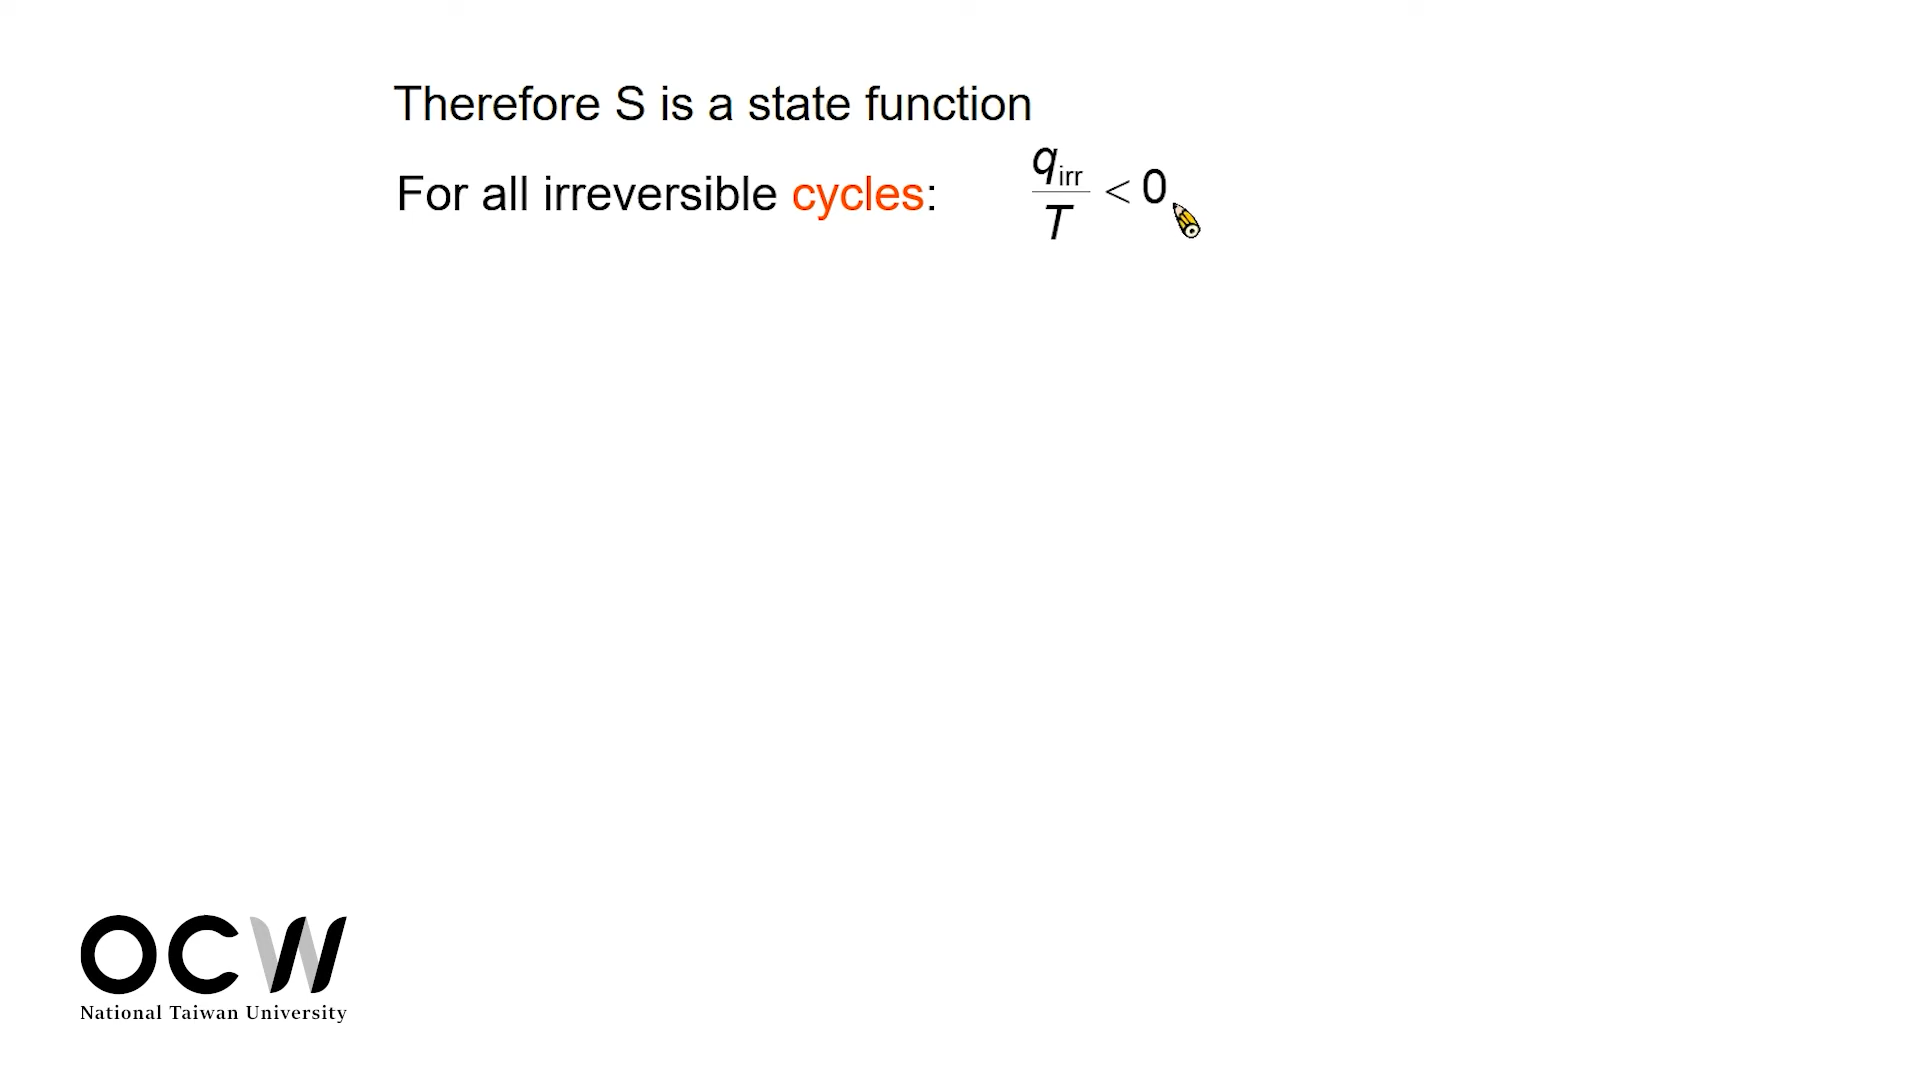 Therefore S is a state function
For all irreversible cycles: q_irr / T < 0
OCW
National Taiwan University